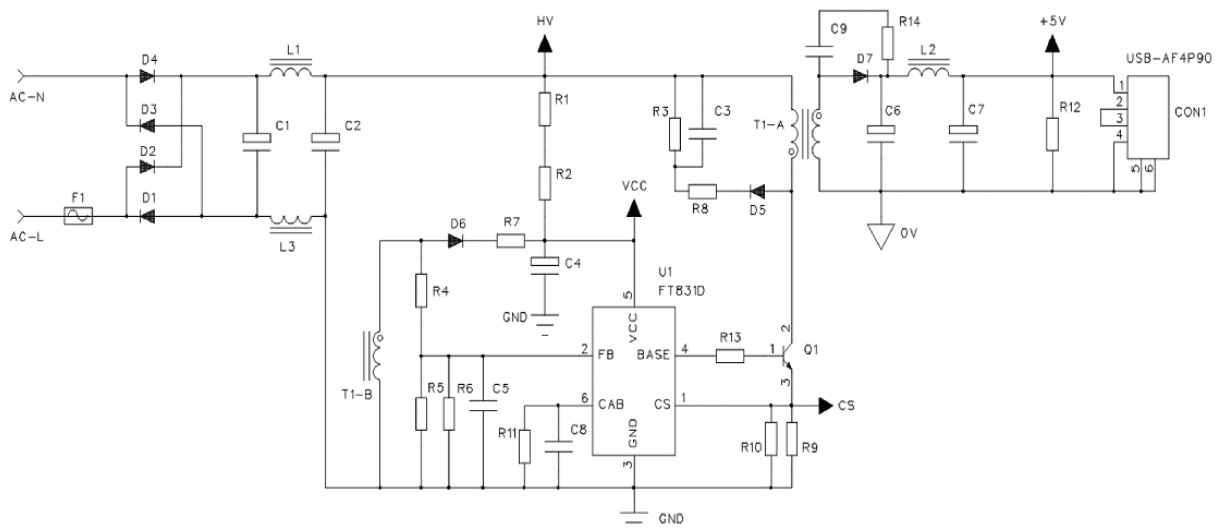 HV
C9
R14
+5V
D4
L1
D7
L2
USB-AF4P90
AC-N
D3
C1
C2
R1
R3
C3
T1-A
C6
C7
R12
1
2
3
4
CON1
D2
R2
5
6
F1
D1
VCC
R8
D5
AC-L
L3
D6
R7
0V
C4
U1
FT831D
R4
GND
5
VCC
2
R13
2
FB
BASE
4
1
Q1
T1-B
R5
R6
C5
3
6
CAB
CS
1
CS
R11
C8
GND
R10
R9
3
GND